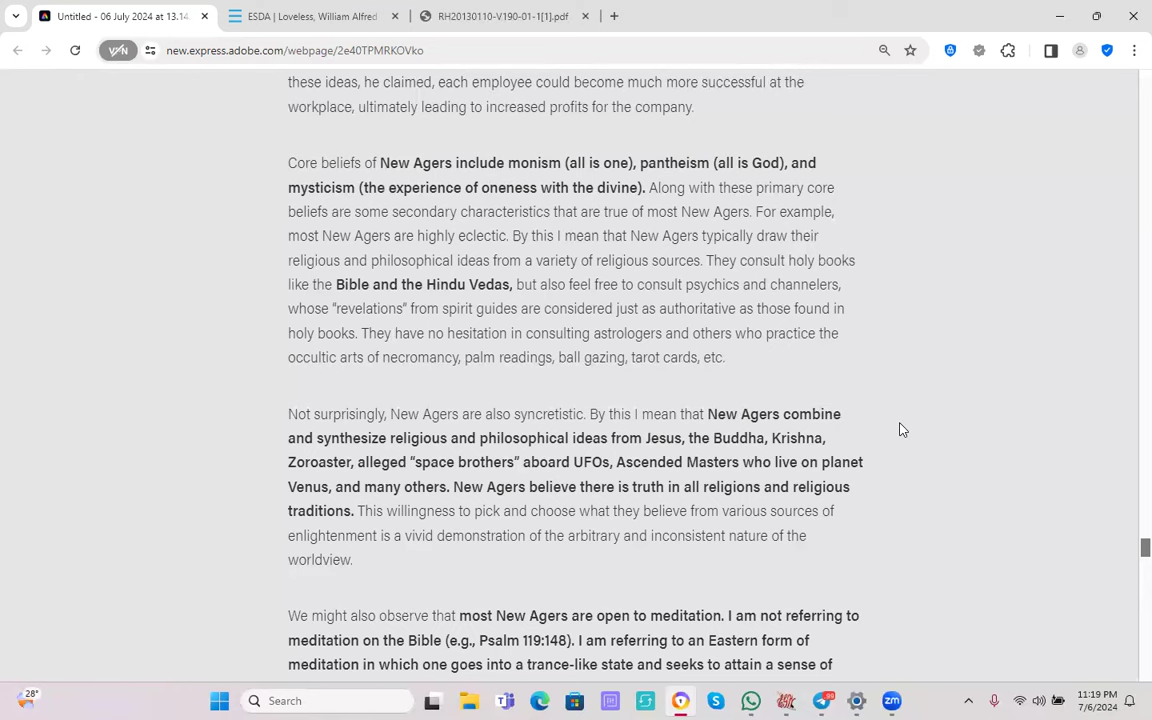 Untitled - 06 July 2024 at 13.14.
ESDA | Loveless, William Alfred
RH20130110-V190-01-1[1].pdf
VPN
new.express.adobe.com/webpage/2e40TPMRKOVko
these ideas, he claimed, each employee could become much more successful at the
workplace, ultimately leading to increased profits for the company.
Core beliefs of New Agers include monism (all is one), pantheism (all is God), and
mysticism (the experience of oneness with the divine). Along with these primary core
beliefs are some secondary characteristics that are true of most New Agers. For example,
most New Agers are highly eclectic. By this I mean that New Agers typically draw their
religious and philosophical ideas from a variety of religious sources. They consult holy books
like the Bible and the Hindu Vedas, but also feel free to consult psychics and channelers,
whose “revelations” from spirit guides are considered just as authoritative as those found in
holy books. They have no hesitation in consulting astrologers and others who practice the
occultic arts of necromancy, palm readings, ball gazing, tarot cards, etc.
Not surprisingly, New Agers are also syncretistic. By this I mean that New Agers combine
and synthesize religious and philosophical ideas from Jesus, the Buddha, Krishna,
Zoroaster, alleged “space brothers” aboard UFOs, Ascended Masters who live on planet
Venus, and many others. New Agers believe there is truth in all religions and religious
traditions. This willingness to pick and choose what they believe from various sources of
enlightenment is a vivid demonstration of the arbitrary and inconsistent nature of the
worldview.
We might also observe that most New Agers are open to meditation. I am not referring to
meditation on the Bible (e.g., Psalm 119:148). I am referring to an Eastern form of
meditation in which one goes into a trance-like state and seeks to attain a sense of
28°
Search
99
zm
11:19 PM
7/6/2024